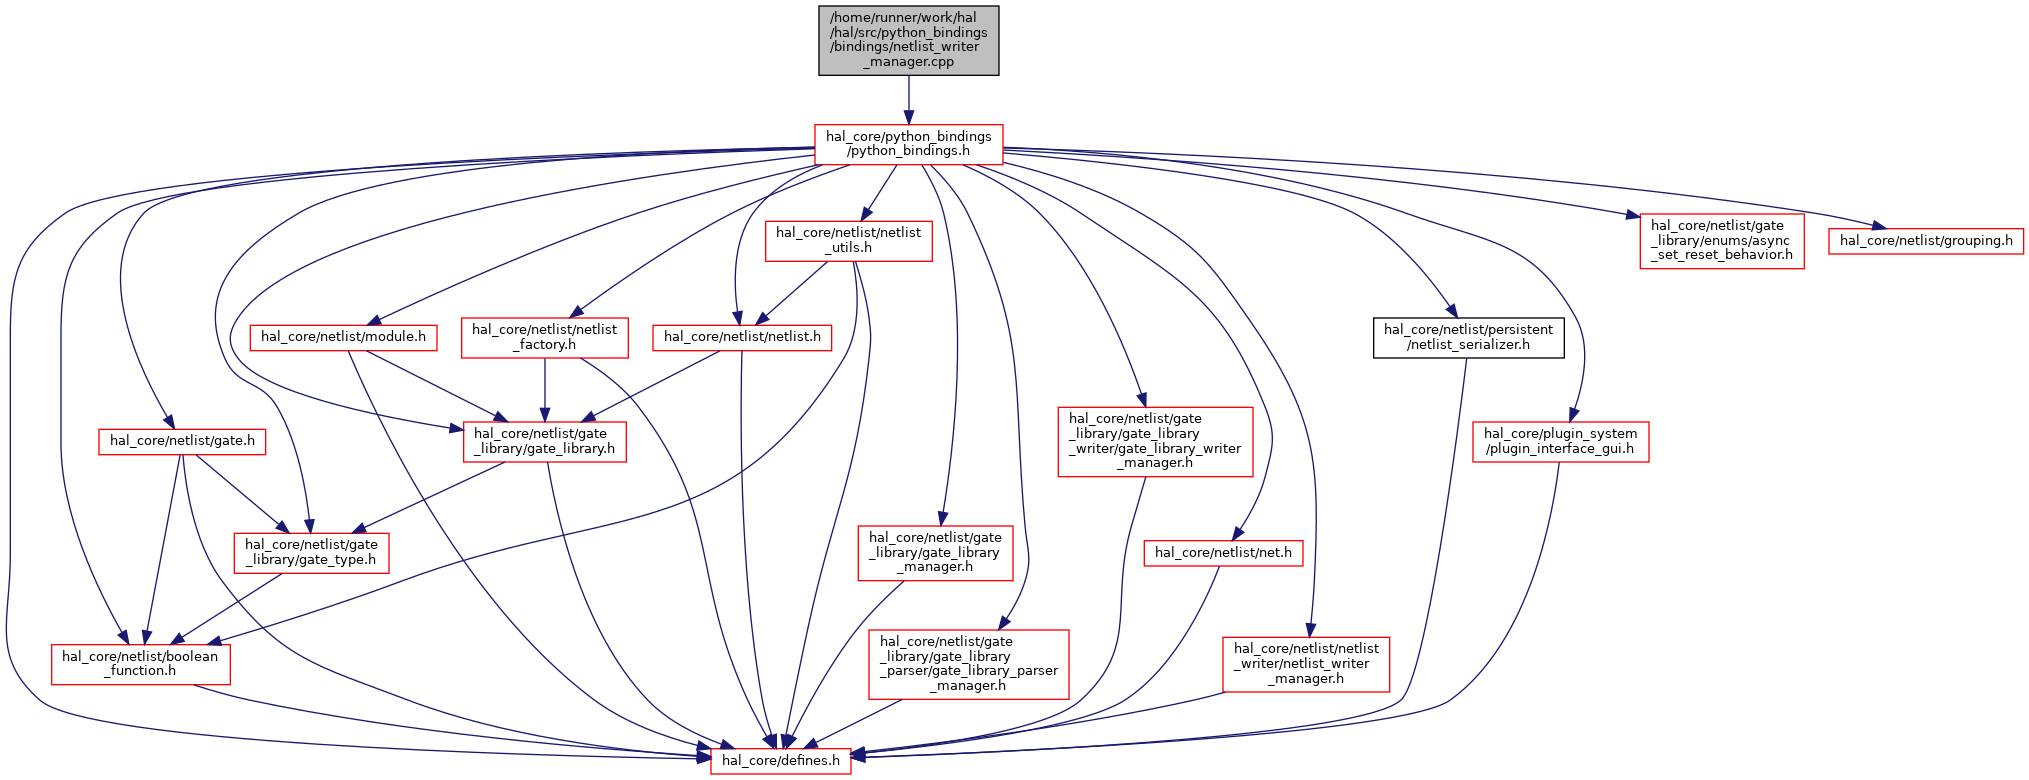 /home/runner/work/hal
/hal/src/python_bindings
/bindings/netlist_writer
_manager.cpp
hal_core/python_bindings
/python_bindings.h
hal_core/netlist/netlist
_utils.h
hal_core/netlist/gate
_library/enums/async
_set_reset_behavior.h
hal_core/netlist/grouping.h
hal_core/netlist/module.h
hal_core/netlist/netlist
_factory.h
hal_core/netlist/netlist.h
hal_core/netlist/persistent
/netlist_serializer.h
hal_core/netlist/gate.h
hal_core/netlist/gate
_library/gate_library.h
hal_core/netlist/gate
_library/gate_library
_writer/gate_library_writer
_manager.h
hal_core/plugin_system
/plugin_interface_gui.h
hal_core/netlist/gate
_library/gate_type.h
hal_core/netlist/gate
_library/gate_library
_manager.h
hal_core/netlist/net.h
hal_core/netlist/boolean
_function.h
hal_core/netlist/gate
_library/gate_library
_parser/gate_library_parser
_manager.h
hal_core/netlist/netlist
_writer/netlist_writer
_manager.h
hal_core/defines.h